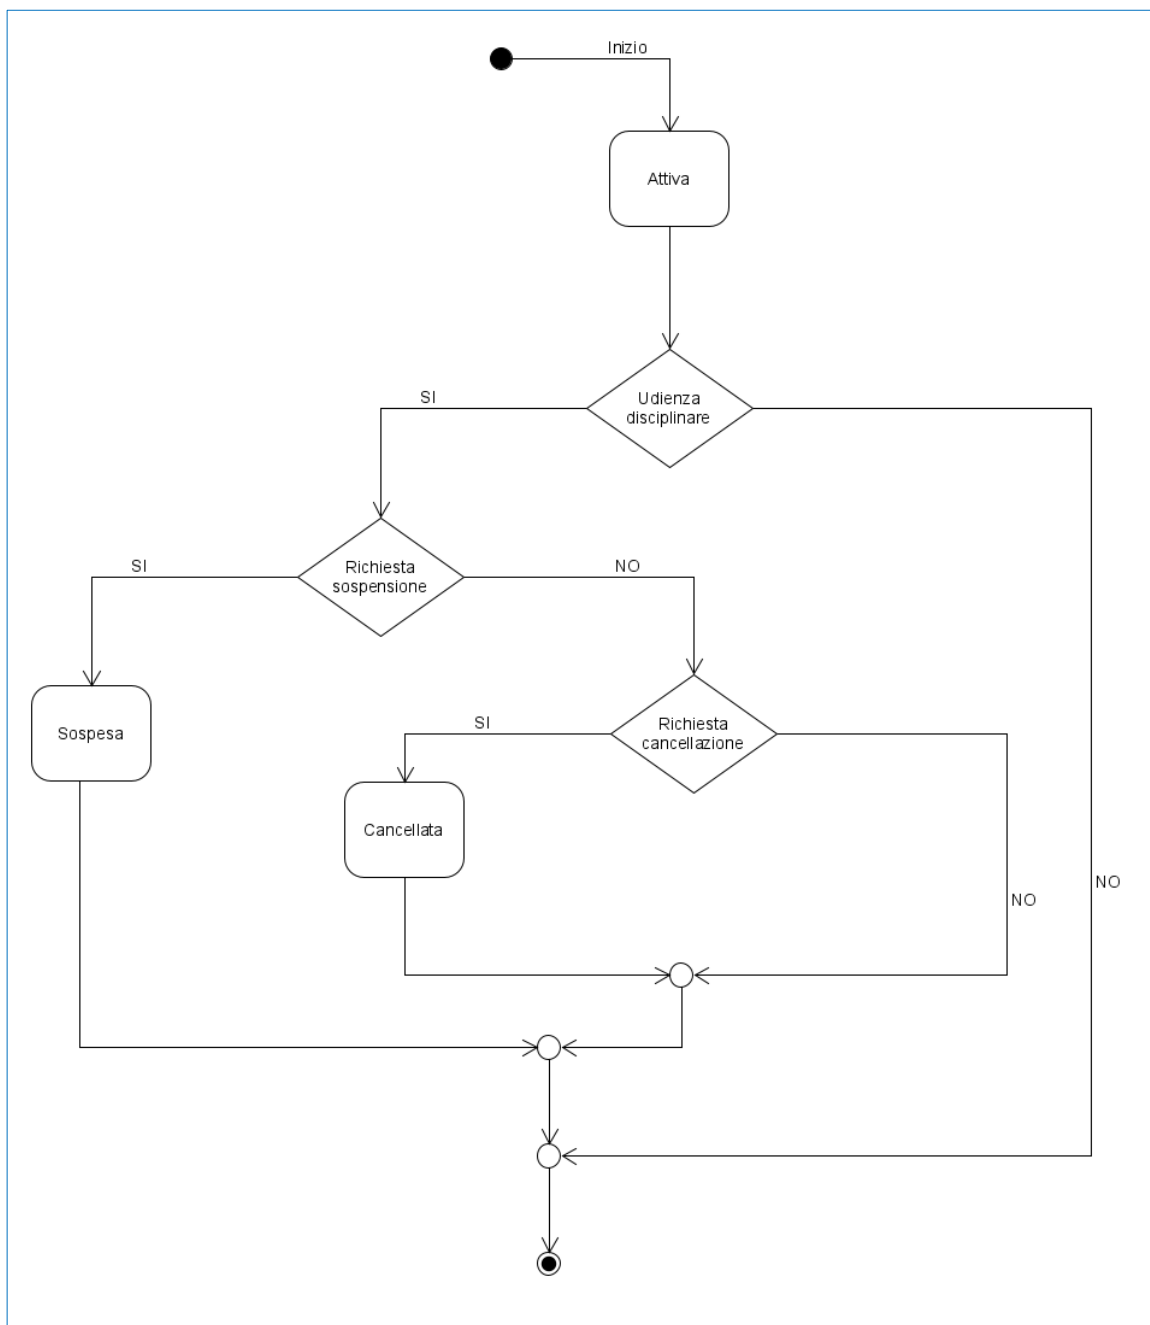 Inizio
Attiva
Udienza
disciplinare
SI
Richiesta
sospensione
SI
NO
Richiesta
cancellazione
SI
Sospesa
Cancellata
NO
NO